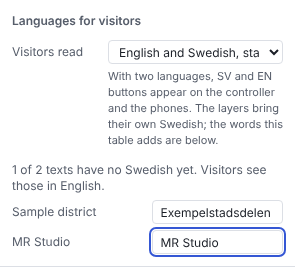 Languages for visitors
Visitors read
English and Swedish, sta
With two languages, SV and EN
buttons appear on the controller
and the phones. The layers bring
their own Swedish; the words this
table adds are below.
1 of 2 texts have no Swedish yet. Visitors see
those in English.
Sample district
Exempelstadsdelen
MR Studio
MR Studio